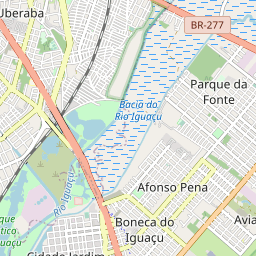 Uberaba
BR-277
Parque da
Fonte
Bacia do
Rio Iguaçu
Rio Iguaçu
Afonso Pena
Boneca do
Iguaçu
Avia
Cidade Jardim